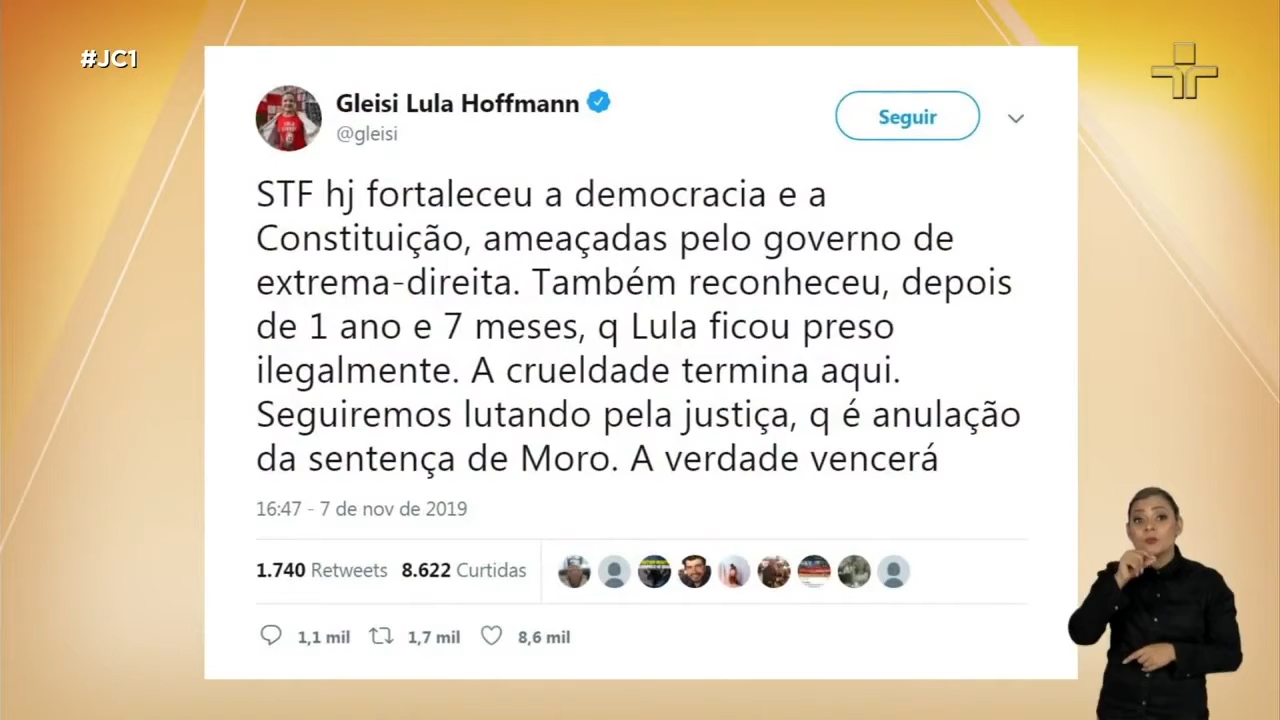 #JC1
Gleisi Lula Hoffmann
@gleisi
Seguir
STF hj fortaleceu a democracia e a
Constituição, ameaçadas pelo governo de
extrema-direita. Também reconheceu, depois
de 1 ano e 7 meses, q Lula ficou preso
ilegalmente. A crueldade termina aqui.
Seguiremos lutando pela justiça, q é anulação
da sentença de Moro. A verdade vencerá
16:47 - 7 de nov de 2019
1.740 Retweets 8.622 Curtidas
1,1 mil 1,7 mil 8,6 mil